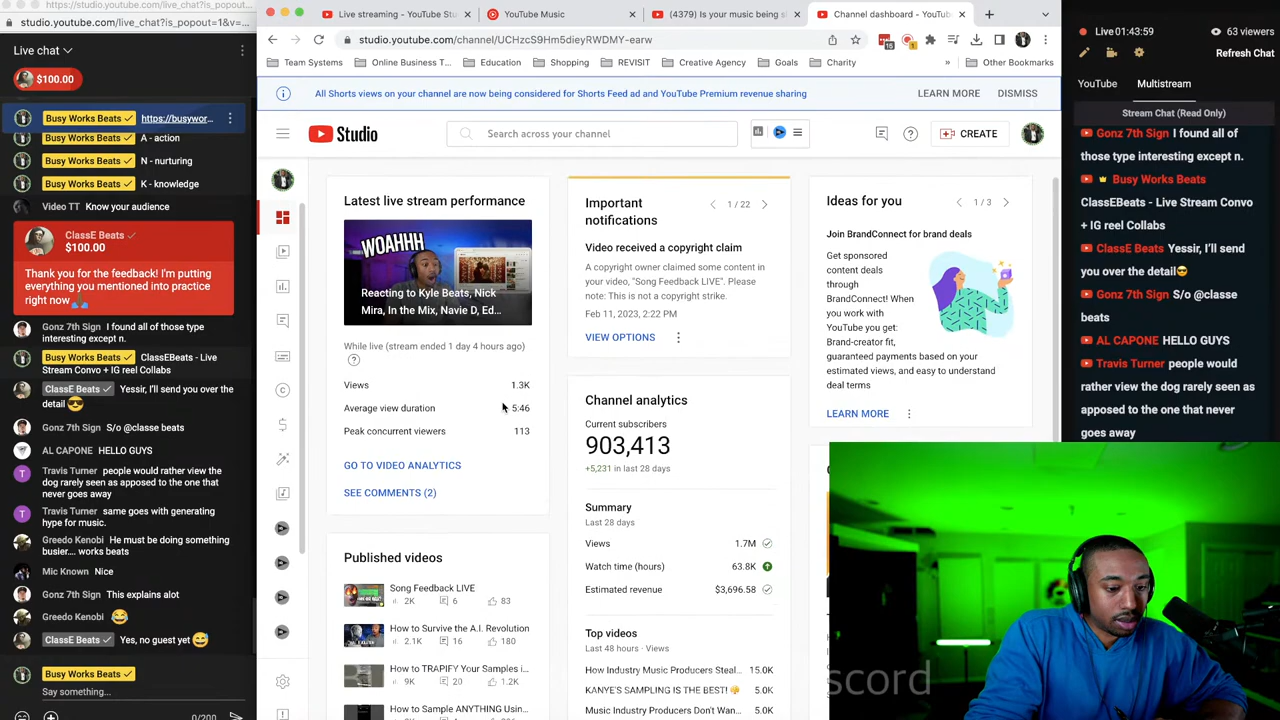 https://www.youtube.com/live_chat?is_popout=1&
https://www.youtube.com/live_chat?is_popout=1&v=
Live chat
$100.00
Busy Works Beats https://busywor...
Busy Works Beats A - action
Busy Works Beats N - nurturing
Busy Works Beats K - knowledge
Video TT Know your audience
ClassE Beats
$100.00
Thank you for the feedback! I'm putting
everything you mentioned into practice
right now
Gonz 7th Sign I found all of those type
interesting except n.
Busy Works Beats ClassEBeats - Live
Stream Convo + IG reel Collabs
ClassE Beats Yessir, I'll send you over the
detail
Gonz 7th Sign S/o @classe beats
AL CAPONE HELLO GUYS
Travis Turner people would rather view the
dog rarely seen as apposed to the one that
never goes away
Travis Turner same goes with generating
hype for music.
Greedo Kenobi He must be doing something
busier.... works beats
Mic Known Nice
Gonz 7th Sign This explains alot
Greedo Kenobi
ClassE Beats Yes, no guest yet
Busy Works Beats
Say something...
0/200
Live streaming - YouTube Stu
YouTube Music
(4379) Is your music being sl
Channel dashboard - YouTub
studio.youtube.com/channel/UCHzcS9Hm5dieyRWDMY-earw
15
1
Team Systems
Online Business T...
Education
Shopping
REVISIT
Creative Agency
Goals
Charity
»
Other Bookmarks
All Shorts views on your channel are now being considered for Shorts Feed ad and YouTube Premium revenue sharing
LEARN MORE
DISMISS
Studio
Search across your channel
CREATE
Latest live stream performance
WOAHHH
Reacting to Kyle Beats, Nick
Mira, In the Mix, Navie D, Ed...
While live (stream ended 1 day 4 hours ago)
Views 1.3K
Average view duration 5:46
Peak concurrent viewers 113
GO TO VIDEO ANALYTICS
SEE COMMENTS (2)
Published videos
Song Feedback LIVE
2K 6 83
How to Survive the A.I. Revolution
2.1K 16 180
How to TRAPIFY Your Samples i...
9K 20 1.2K
How to Sample ANYTHING Using...
Important
notifications
1 / 22
Video received a copyright claim
A copyright owner claimed some content in
your video, "Song Feedback LIVE". Please
note: This is not a copyright strike.
Feb 11, 2023, 2:22 PM
VIEW OPTIONS
Channel analytics
Current subscribers
903,413
+5,231 in last 28 days
Summary
Last 28 days
Views 1.7M
Watch time (hours) 63.8K
Estimated revenue $3,696.58
Top videos
Last 48 hours · Views
How Industry Music Producers Steal... 15.0K
KANYE'S SAMPLING IS THE BEST! 5.0K
Music Industry Producers Don't Wan... 5.0K
Ideas for you
1 / 3
Join BrandConnect for brand deals
Get sponsored
content deals
through
BrandConnect! When
you work with
YouTube you get:
Brand-creator fit,
guaranteed payments based on your
estimated views, and easy to understand
deal terms
LEARN MORE
Live 01:43:59
63 viewers
Refresh Chat
YouTube
Multistream
Stream Chat (Read Only)
Gonz 7th Sign I found all of
those type interesting except n.
Busy Works Beats
ClassEBeats - Live Stream Convo
+ IG reel Collabs
ClassE Beats Yessir, I'll send
you over the detail
Gonz 7th Sign S/o @classe
beats
AL CAPONE HELLO GUYS
Travis Turner people would
rather view the dog rarely seen as
apposed to the one that never
goes away
scord